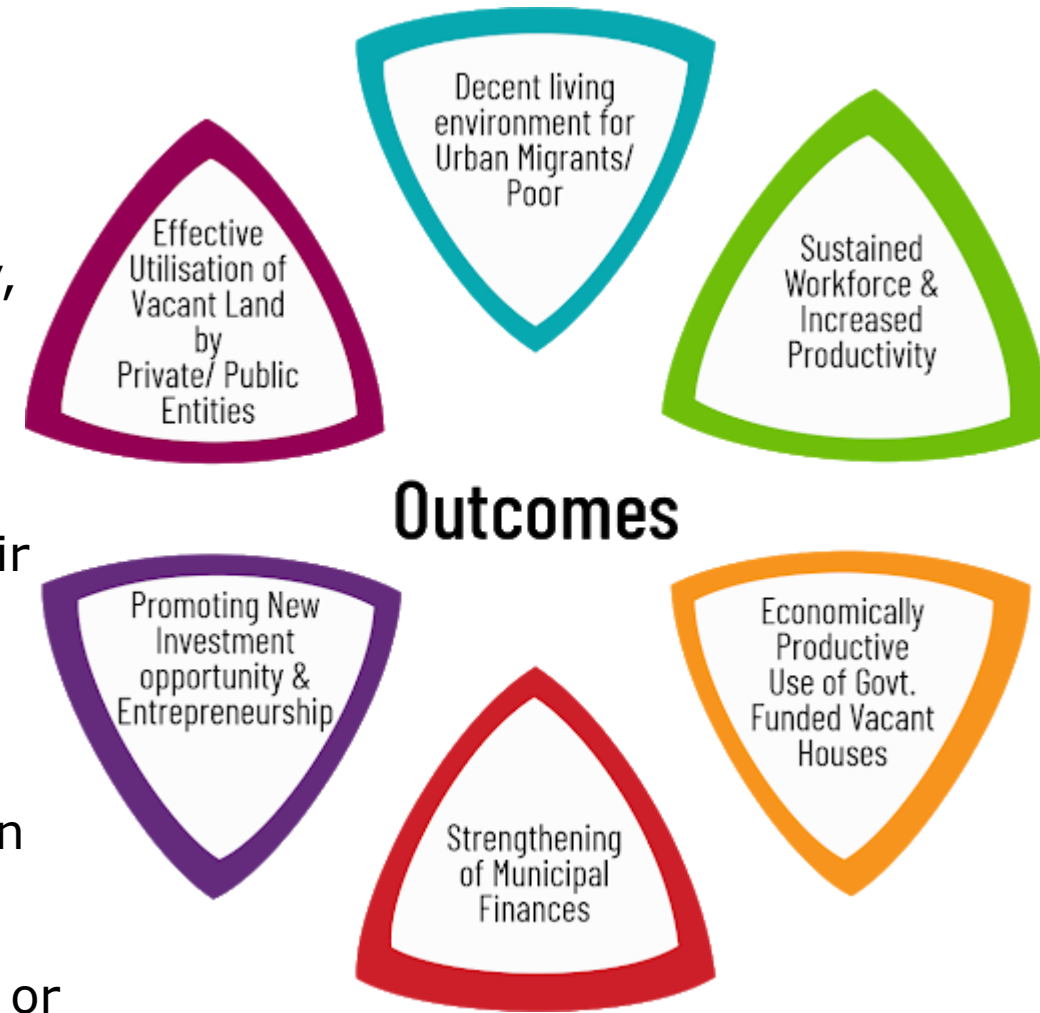 Decent living
environment for
Urban Migrants/
Poor
Effective
Utilisation of
Vacant Land
by
Private/ Public
Entities
Sustained
Workforce &
Increased
Productivity
,
Outcomes
ir
Promoting New
Investment
opportunity &
Entrepreneurship
Economically
Productive
Use of Govt.
Funded Vacant
Houses
n
Strengthening
of Municipal
Finances
or